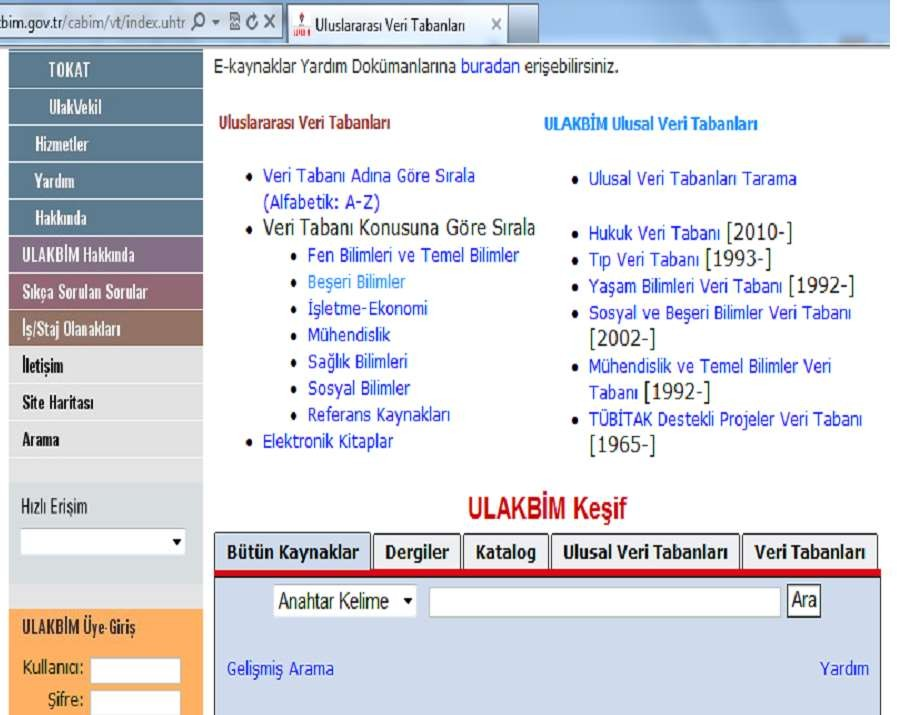 bim.gov.tr/cabim/vt/index.uhtr
Uluslararası Veri Tabanları
TOKAT
UlakVekil
Hizmetler
Yardım
Hakkında
ULAKBİM Hakkında
Sıkça Sorulan Sorular
İş/Staj Olanakları
İletişim
Site Haritası
Arama
Hızlı Erişim
ULAKBİM Üye-Giriş
Kullanıcı:
Şifre:
E-kaynaklar Yardım Dokümanlarına buradan erişebilirsiniz.
Uluslararası Veri Tabanları
Veri Tabanı Adına Göre Sırala
(Alfabetik: A-Z)
Veri Tabanı Konusuna Göre Sırala
Fen Bilimleri ve Temel Bilimler
Beşeri Bilimler
İşletme-Ekonomi
Mühendislik
Sağlık Bilimleri
Sosyal Bilimler
Referans Kaynakları
Elektronik Kitaplar
ULAKBİM Ulusal Veri Tabanları
Ulusal Veri Tabanları Tarama
Hukuk Veri Tabanı [2010-]
Tıp Veri Tabanı [1993-]
Yaşam Bilimleri Veri Tabanı [1992-]
Sosyal ve Beşeri Bilimler Veri Tabanı
[2002-]
Mühendislik ve Temel Bilimler Veri
Tabanı [1992-]
TÜBİTAK Destekli Projeler Veri Tabanı
[1965-]
ULAKBİM Keşif
Bütün Kaynaklar Dergiler Katalog Ulusal Veri Tabanları Veri Tabanları
Anahtar Kelime Ara
Gelişmiş Arama Yardım